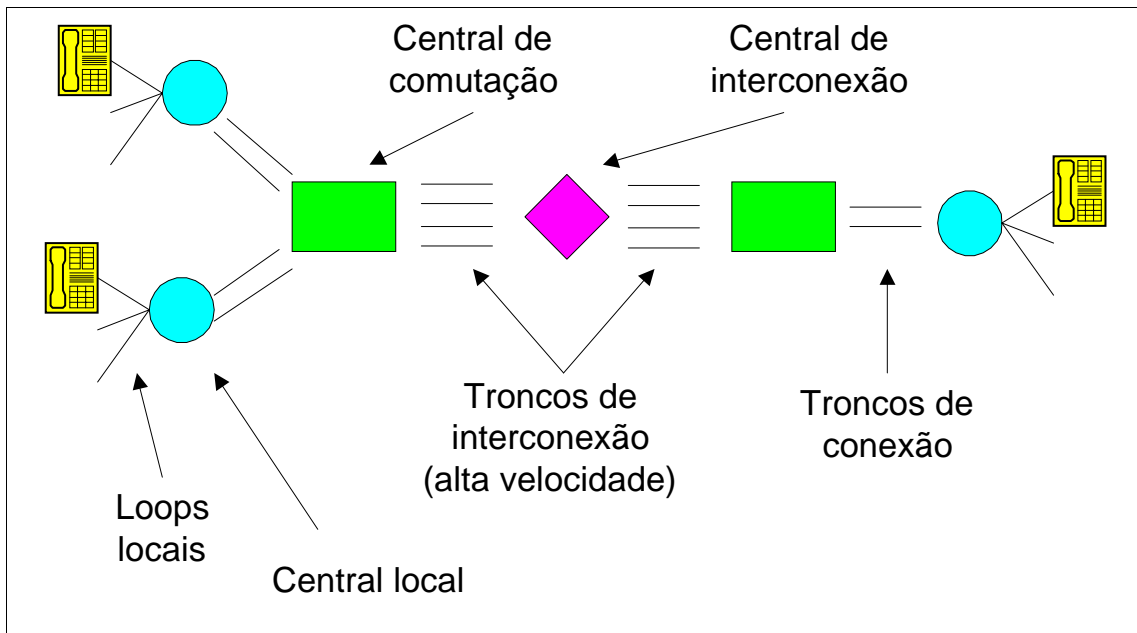 Central de
comutação
Central de
interconexão
Troncos de
interconexão
(alta velocidade)
Troncos de
conexão
Loops
locais
Central local